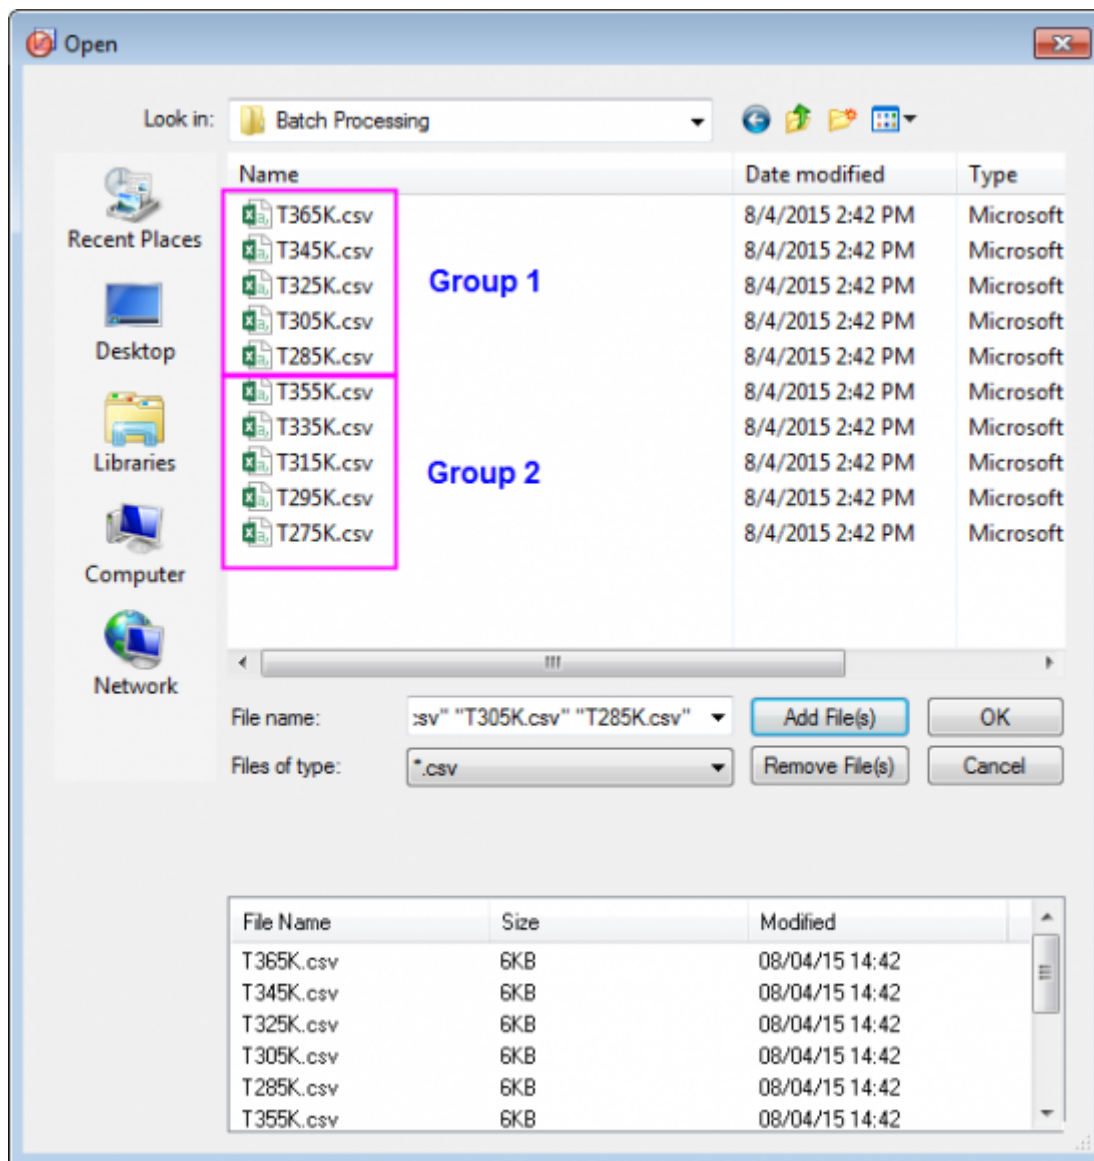 Open
Look in: Batch Processing
Name Date modified Type
T365K.csv 8/4/2015 2:42 PM Microsoft
T345K.csv 8/4/2015 2:42 PM Microsoft
T325K.csv 8/4/2015 2:42 PM Microsoft
T305K.csv 8/4/2015 2:42 PM Microsoft
T285K.csv 8/4/2015 2:42 PM Microsoft
T355K.csv 8/4/2015 2:42 PM Microsoft
T335K.csv 8/4/2015 2:42 PM Microsoft
T315K.csv 8/4/2015 2:42 PM Microsoft
T295K.csv 8/4/2015 2:42 PM Microsoft
T275K.csv 8/4/2015 2:42 PM Microsoft
Group 1
Group 2
Recent Places
Desktop
Libraries
Computer
Network
File name: :sv" "T305K.csv" "T285K.csv" Add File(s) OK
Files of type: *.csv Remove File(s) Cancel
File Name Size Modified
T365K.csv 6KB 08/04/15 14:42
T345K.csv 6KB 08/04/15 14:42
T325K.csv 6KB 08/04/15 14:42
T305K.csv 6KB 08/04/15 14:42
T285K.csv 6KB 08/04/15 14:42
T355K.csv 6KB 08/04/15 14:42